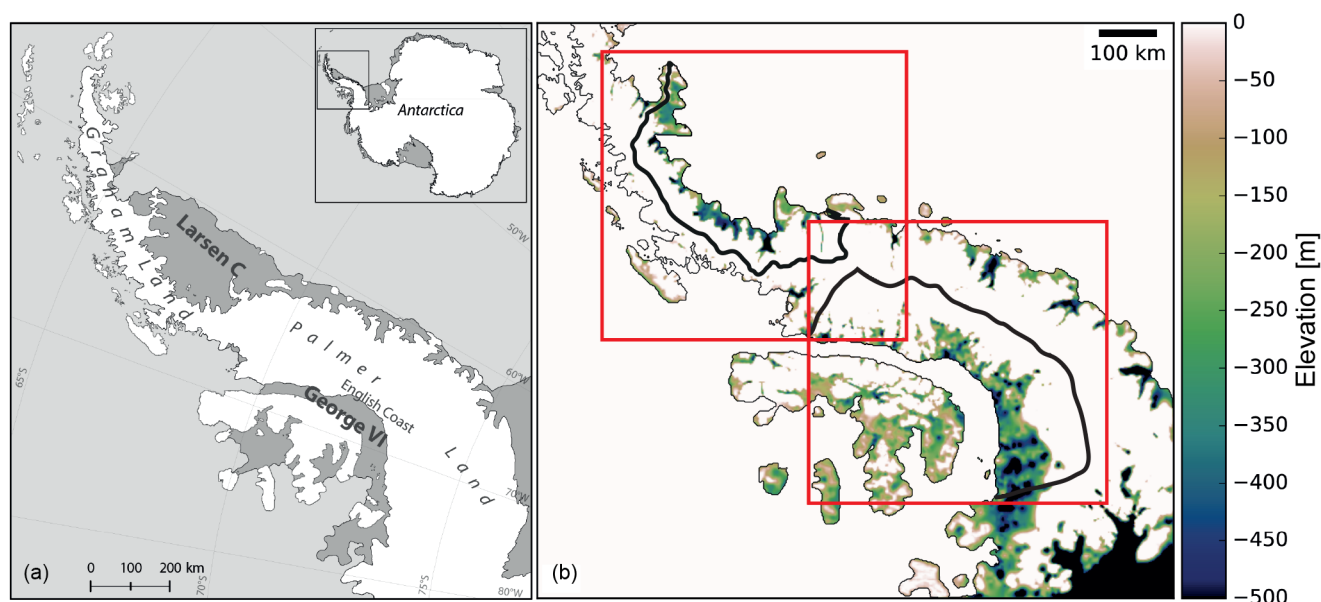 Antarctica
Graham Land
Larsen C
Palmer Land
English Coast
George VI
50°W
60°W
65°S
70°W
70°S
75°S
80°W
(a)
0 100 200 km
100 km
(b)
0
−50
−100
−150
−200
−250
−300
−350
−400
−450
−500
Elevation [m]